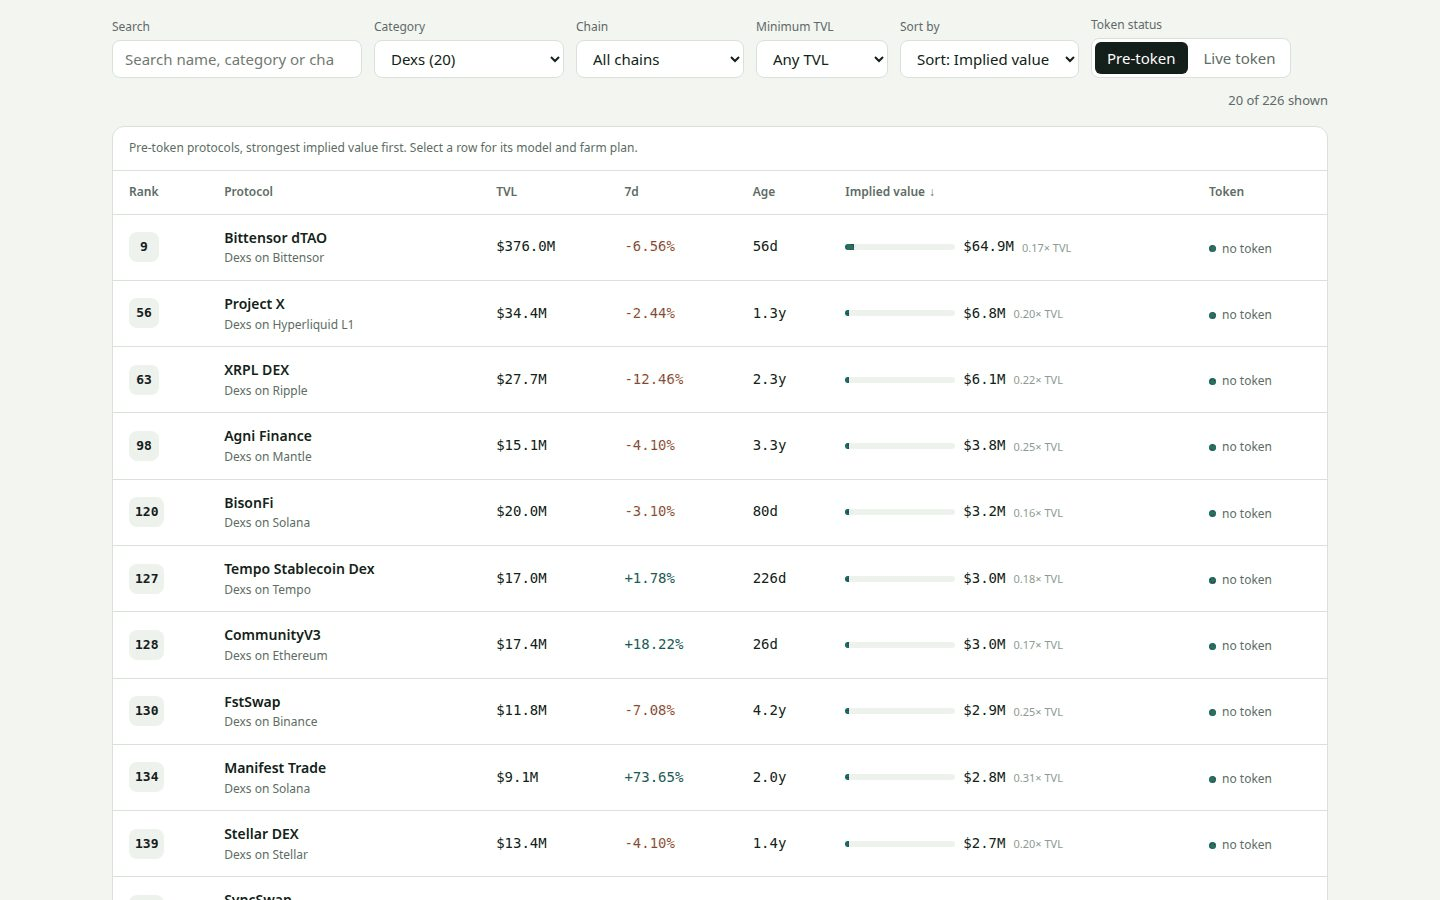 Search
Category
Chain
Minimum TVL
Sort by
Token status
Search name, category or cha
Dexs (20)
All chains
Any TVL
Sort: Implied value
Pre-token
Live token
20 of 226 shown
Pre-token protocols, strongest implied value first. Select a row for its model and farm plan.
Rank Protocol TVL 7d Age Implied value ↓ Token
9 Bittensor dTAO $376.0M -6.56% 56d $64.9M 0.17× TVL no token
Dexs on Bittensor
56 Project X $34.4M -2.44% 1.3y $6.8M 0.20× TVL no token
Dexs on Hyperliquid L1
63 XRPL DEX $27.7M -12.46% 2.3y $6.1M 0.22× TVL no token
Dexs on Ripple
98 Agni Finance $15.1M -4.10% 3.3y $3.8M 0.25× TVL no token
Dexs on Mantle
120 BisonFi $20.0M -3.10% 80d $3.2M 0.16× TVL no token
Dexs on Solana
127 Tempo Stablecoin Dex $17.0M +1.78% 226d $3.0M 0.18× TVL no token
Dexs on Tempo
128 CommunityV3 $17.4M +18.22% 26d $3.0M 0.17× TVL no token
Dexs on Ethereum
130 FstSwap $11.8M -7.08% 4.2y $2.9M 0.25× TVL no token
Dexs on Binance
134 Manifest Trade $9.1M +73.65% 2.0y $2.8M 0.31× TVL no token
Dexs on Solana
139 Stellar DEX $13.4M -4.10% 1.4y $2.7M 0.20× TVL no token
Dexs on Stellar
SyncSwap